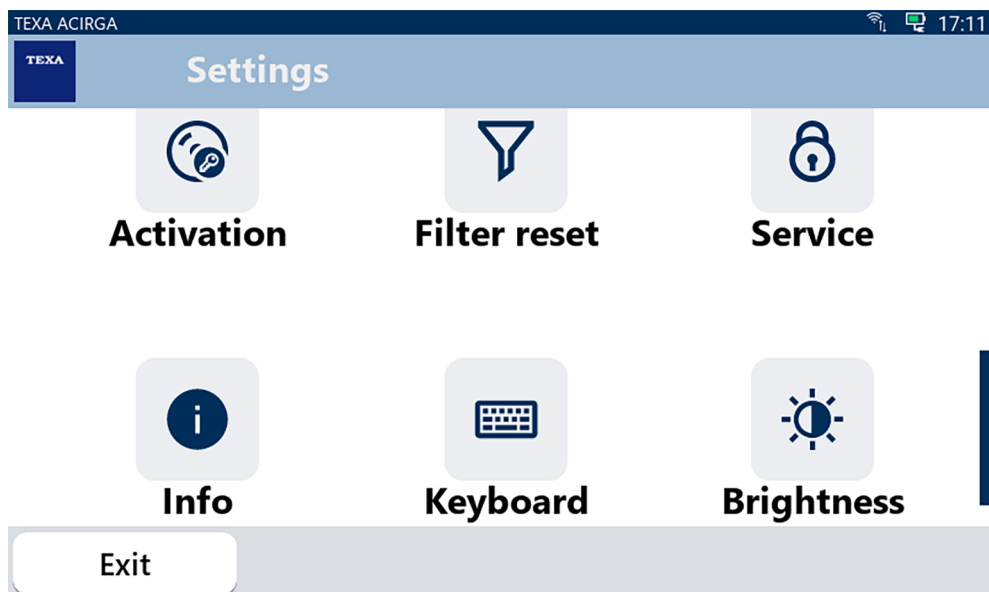 TEXA ACIRGA 17:11
TEXA Settings
Activation Filter reset Service
Info Keyboard Brightness
Exit